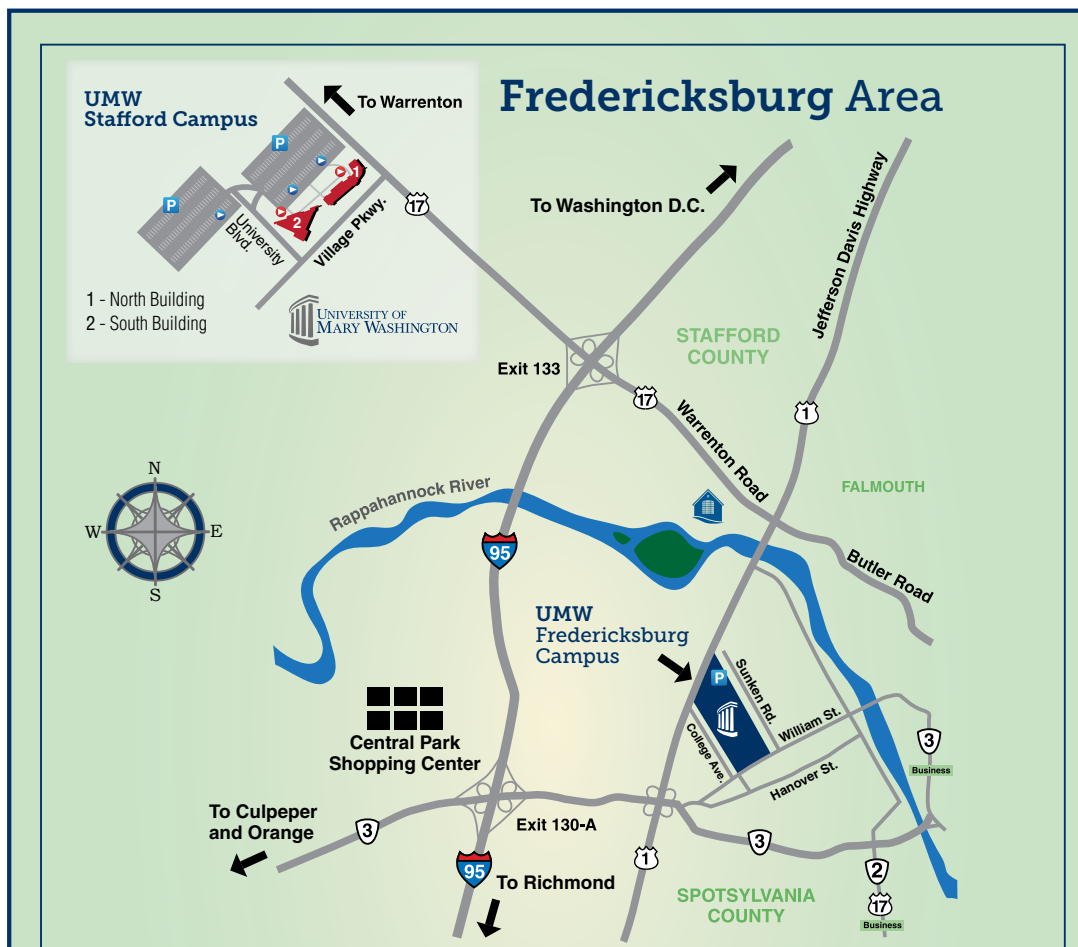 Fredericksburg Area
UMW
Stafford Campus
To Warrenton
P
P
1
2
17
University
Blvd.
Village Pkwy.
1 - North Building
2 - South Building
UNIVERSITY OF
MARY WASHINGTON
To Washington D.C.
Jefferson Davis Highway
STAFFORD
COUNTY
Exit 133
17
1
Warrenton Road
FALMOUTH
N
W
E
S
Rappahannock River
95
Butler Road
UMW
Fredericksburg
Campus
P
Sunken Rd.
College Ave.
William St.
Hanover St.
3
Business
Central Park
Shopping Center
To Culpeper
and Orange
3
Exit 130-A
3
95
1
To Richmond
2
17
Business
SPOTSYLVANIA
COUNTY